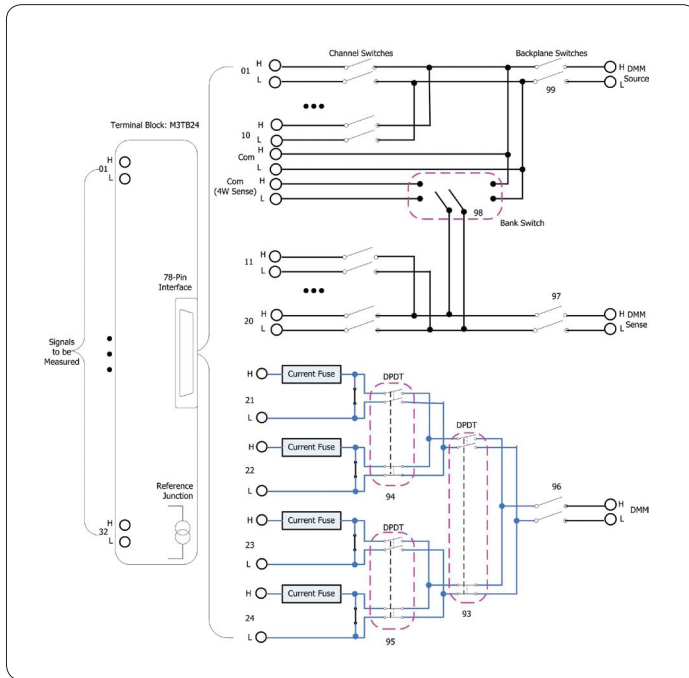 Channel Switches
Backplane Switches
01
H
L
H DMM
L Source
99
10
H
L
Com
H
L
Com
(4W Sense)
H
L
98
Bank Switch
Terminal Block: M3TB24
01
H
L
78-Pin
Interface
Signals
to be
Measured
Reference
Junction
32
H
L
11
H
L
97
20
H
L
H DMM
L Sense
H
Current Fuse
DPDT
21
L
DPDT
H
Current Fuse
22
L
94
96
H DMM
L
H
Current Fuse
DPDT
23
L
H
Current Fuse
24
L
95
93